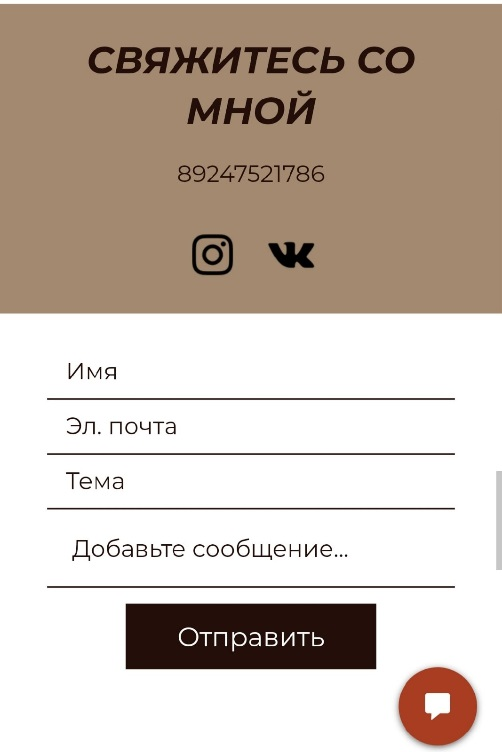 СВЯЖИТЕСЬ СО
МНОЙ
89247521786
Имя
Эл. почта
Тема
Добавьте сообщение...
Отправить